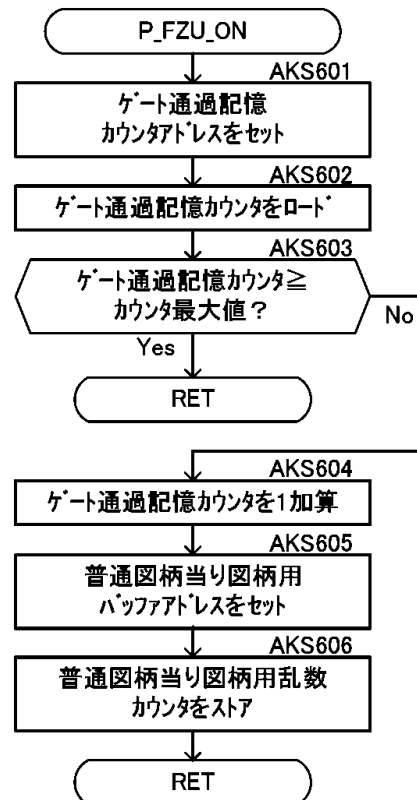 P_FZU_ON
AKS601
ゲート通過記憶
カウンタアドレスをセット
AKS602
ゲート通過記憶カウンタをロード
AKS603
ゲート通過記憶カウンタ≧
カウンタ最大値？
No
Yes
RET
AKS604
ゲート通過記憶カウンタを1加算
AKS605
普通図柄当り図柄用
バッファアドレスをセット
AKS606
普通図柄当り図柄用乱数
カウンタをストア
RET